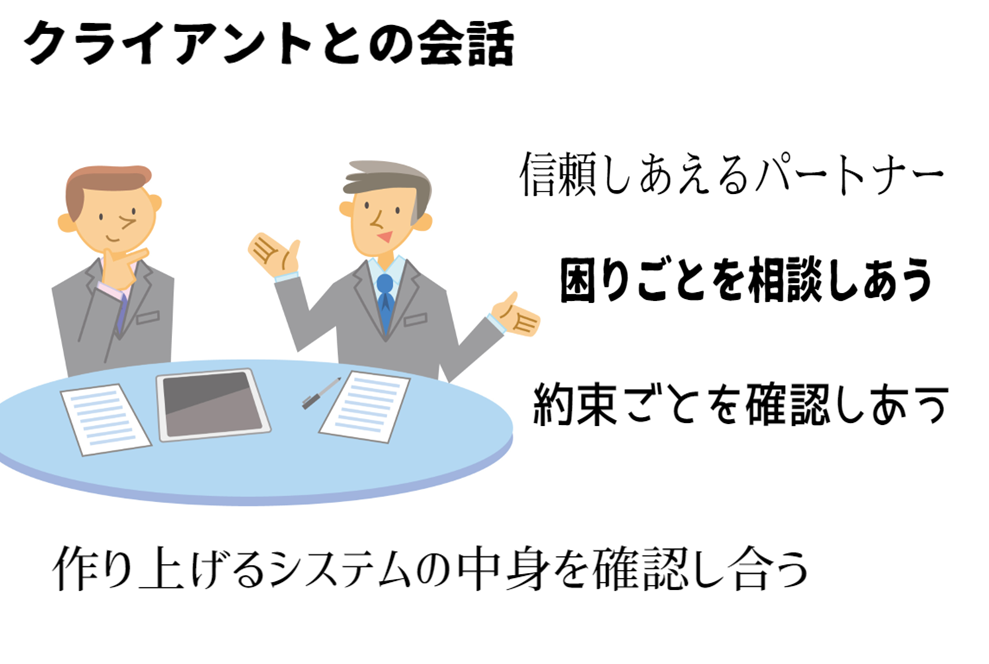 クライアントとの会話
信頼しあえるパートナー
困りごとを相談しあう
約束ごとを確認しあう
作り上げるシステムの中身を確認し合う